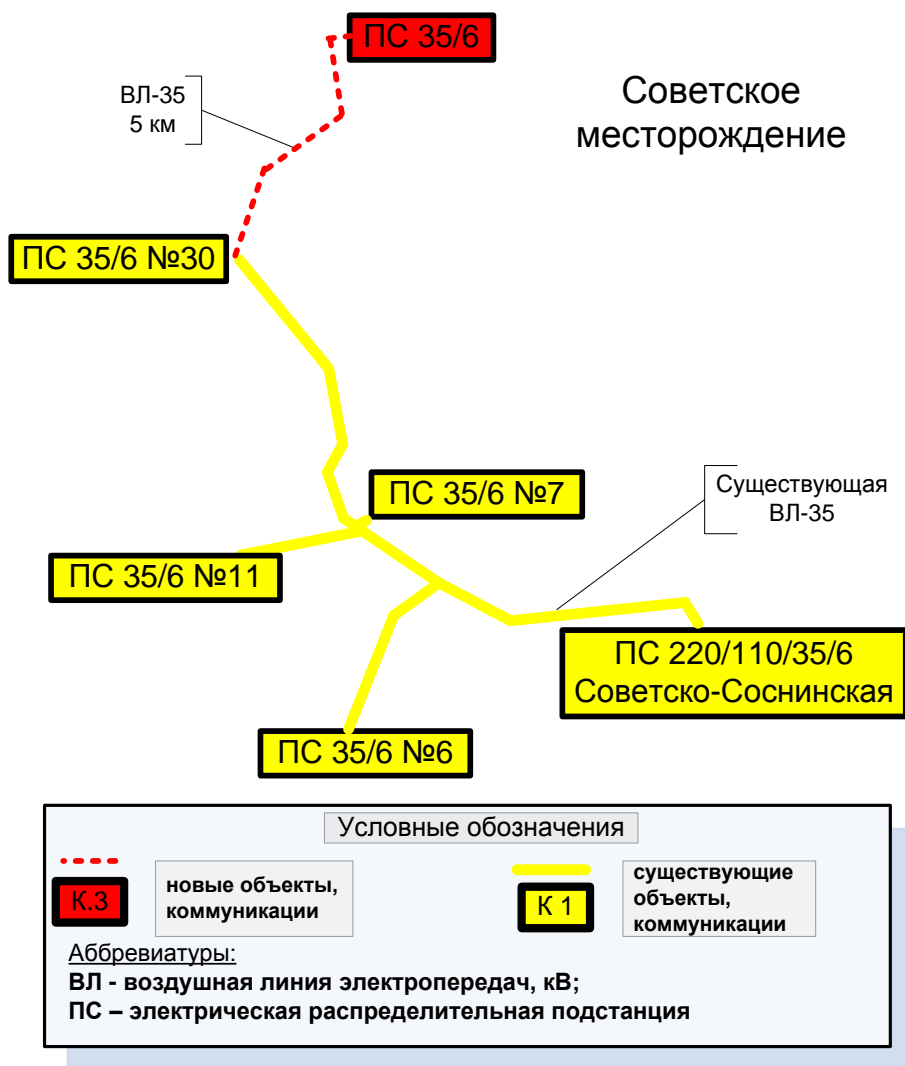 ПС 35/6
Советское
месторождение
ВЛ-35
5 км
ПС 35/6 №30
ПС 35/6 №7
Существующая
ВЛ-35
ПС 35/6 №11
ПС 220/110/35/6
Советско-Соснинская
ПС 35/6 №6
Условные обозначения
К.3
новые объекты,
коммуникации
К 1
существующие
объекты,
коммуникации
Аббревиатуры:
ВЛ - воздушная линия электропередач, кВ;
ПС – электрическая распределительная подстанция